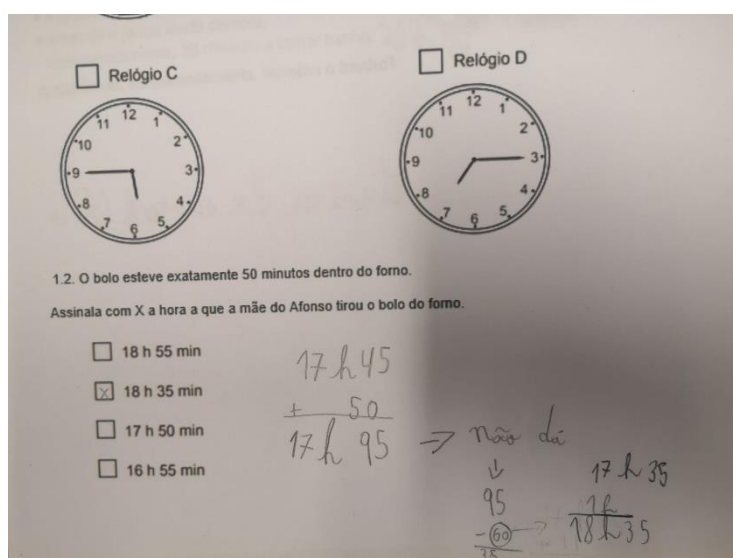 Relógio C
Relógio D
11 12 1
10 2
9 3
8 4
7 6 5
11 12 1
10 2
9 3
8 4
7 6 5
1.2. O bolo esteve exatamente 50 minutos dentro do forno.
Assinala com X a hora a que a mãe do Afonso tirou o bolo do forno.
18 h 55 min
X 18 h 35 min
17 h 50 min
16 h 55 min
17 h 45
+ 50
17 h 95 => não dá
95
- 60
35
17 h 35
1h
18h35